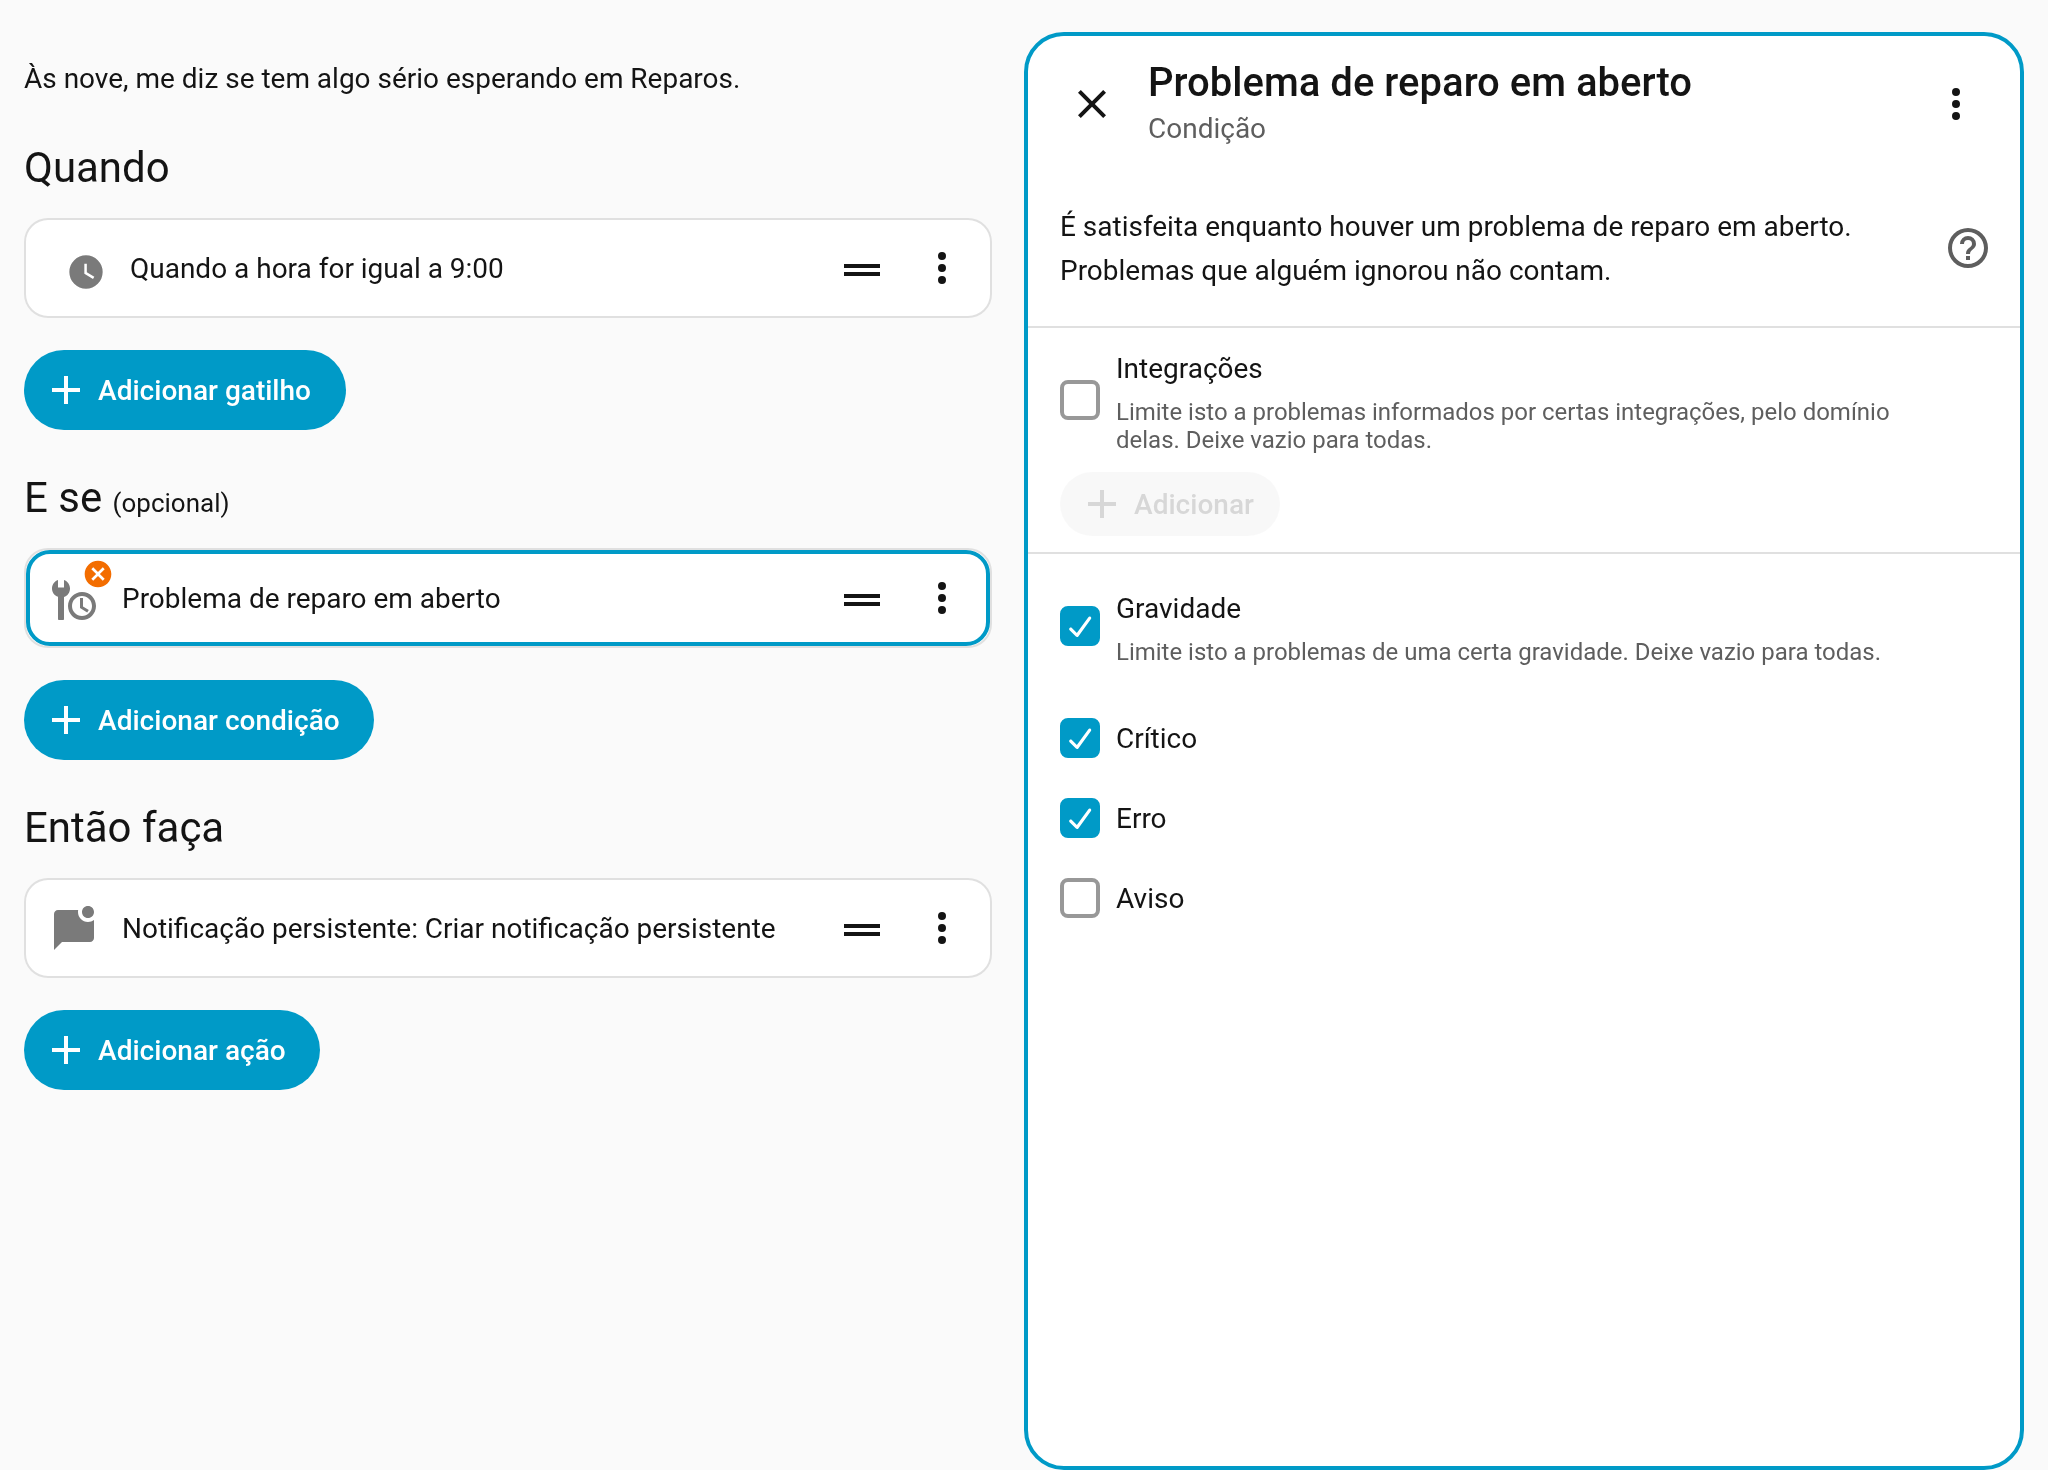 Às nove, me diz se tem algo sério esperando em Reparos.
Quando
Quando a hora for igual a 9:00
Adicionar gatilho
E se (opcional)
Problema de reparo em aberto
Adicionar condição
Então faça
Notificação persistente: Criar notificação persistente
Adicionar ação
Problema de reparo em aberto
Condição
É satisfeita enquanto houver um problema de reparo em aberto.
Problemas que alguém ignorou não contam.
Integrações
Limite isto a problemas informados por certas integrações, pelo domínio
delas. Deixe vazio para todas.
Adicionar
Gravidade
Limite isto a problemas de uma certa gravidade. Deixe vazio para todas.
Crítico
Erro
Aviso